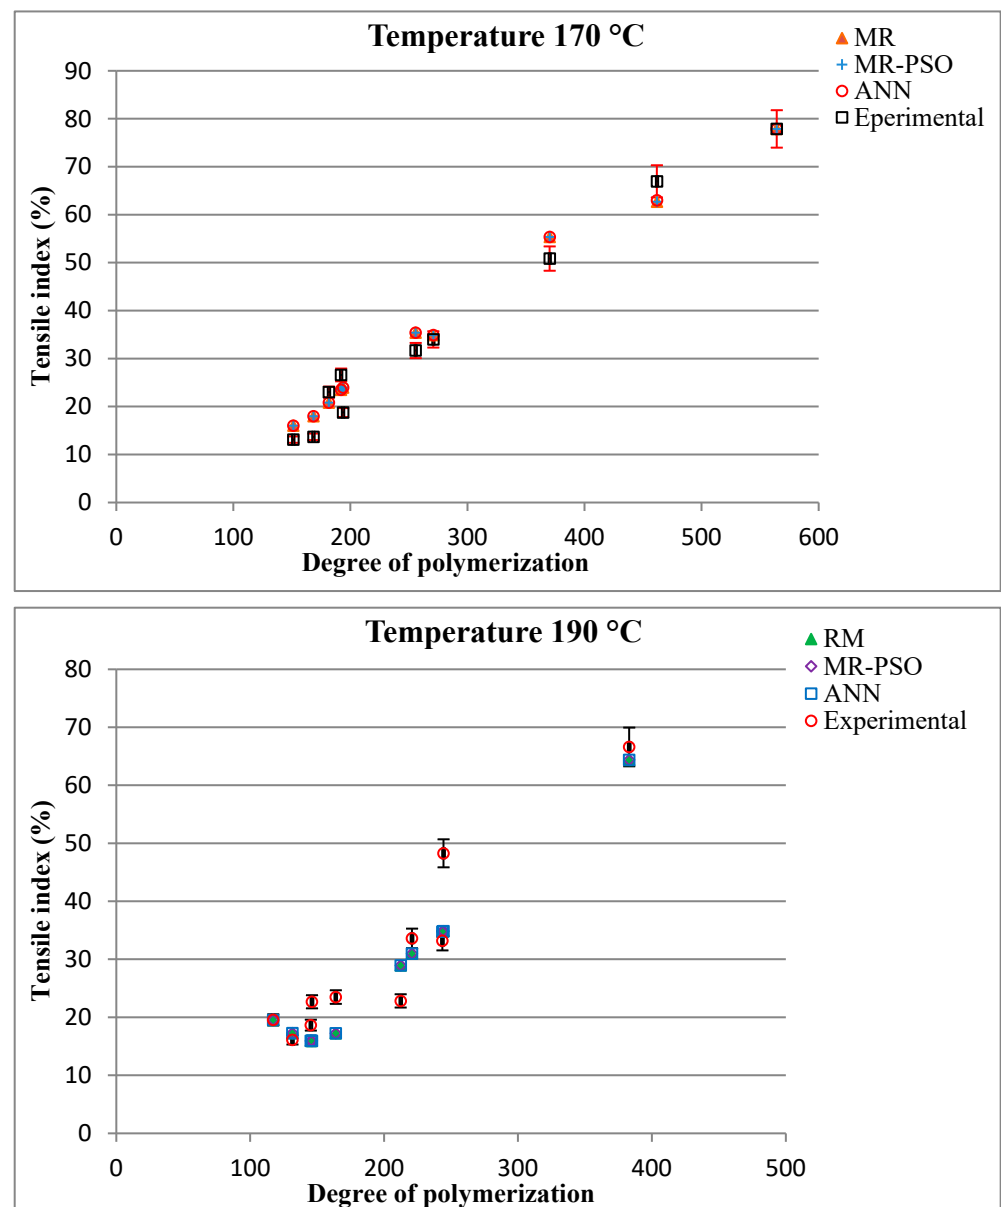 Temperature 170 °C
MR
MR-PSO
ANN
Eperimental
Tensile index (%)
90
80
70
60
50
40
30
20
10
0
0 100 200 300 400 500 600
Degree of polymerization
Temperature 190 °C
RM
MR-PSO
ANN
Experimental
Tensile index (%)
80
70
60
50
40
30
20
10
0
0 100 200 300 400 500
Degree of polymerization